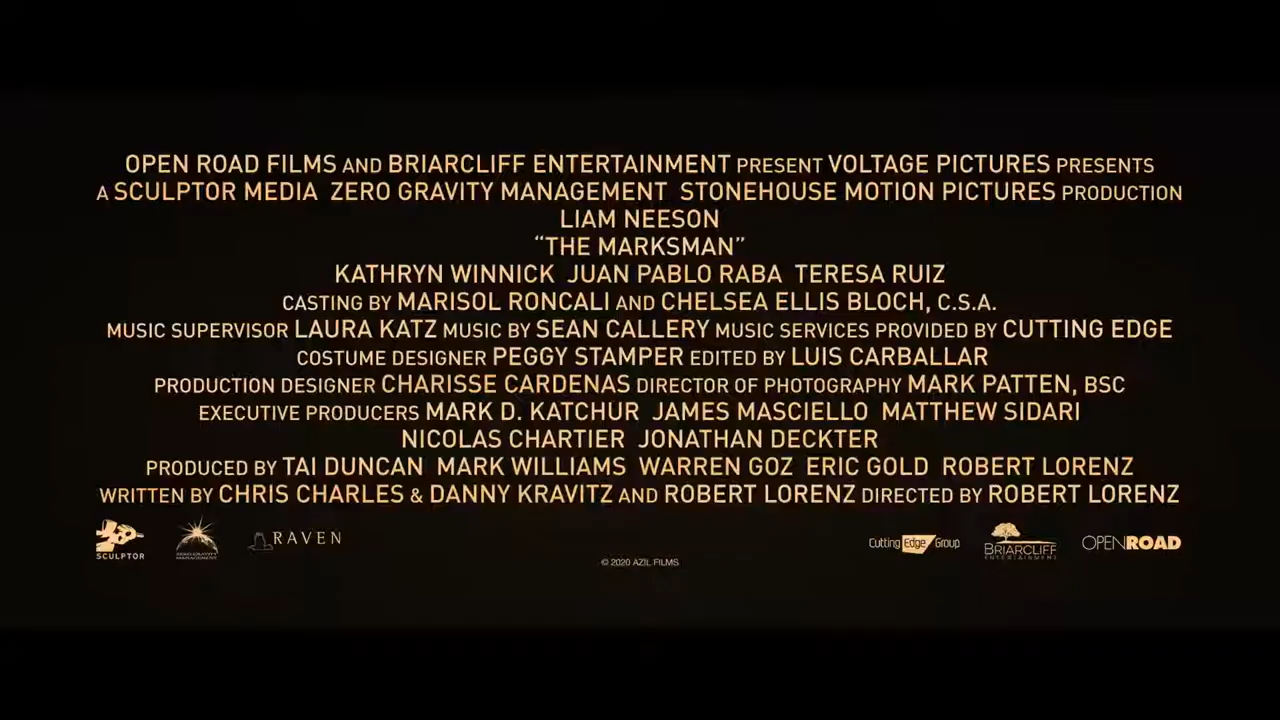 OPEN ROAD FILMS AND BRIARCLIFF ENTERTAINMENT PRESENT VOLTAGE PICTURES PRESENTS
A SCULPTOR MEDIA ZERO GRAVITY MANAGEMENT STONEHOUSE MOTION PICTURES PRODUCTION
LIAM NEESON
“THE MARKSMAN”
KATHRYN WINNICK JUAN PABLO RABA TERESA RUIZ
CASTING BY MARISOL RONCALI AND CHELSEA ELLIS BLOCH, C.S.A.
MUSIC SUPERVISOR LAURA KATZ MUSIC BY SEAN CALLERY MUSIC SERVICES PROVIDED BY CUTTING EDGE
COSTUME DESIGNER PEGGY STAMPER EDITED BY LUIS CARBALLAR
PRODUCTION DESIGNER CHARISSE CARDENAS DIRECTOR OF PHOTOGRAPHY MARK PATTEN, BSC
EXECUTIVE PRODUCERS MARK D. KATCHUR JAMES MASCIELLO MATTHEW SIDARI
NICOLAS CHARTIER JONATHAN DECKTER
PRODUCED BY TAI DUNCAN MARK WILLIAMS WARREN GOZ ERIC GOLD ROBERT LORENZ
WRITTEN BY CHRIS CHARLES & DANNY KRAVITZ AND ROBERT LORENZ DIRECTED BY ROBERT LORENZ
SCULPTOR
ZERO GRAVITY
MANAGEMENT
RAVEN
Cutting Edge Group
BRIARCLIFF
ENTERTAINMENT
OPENROAD
© 2020 AZIL FILMS